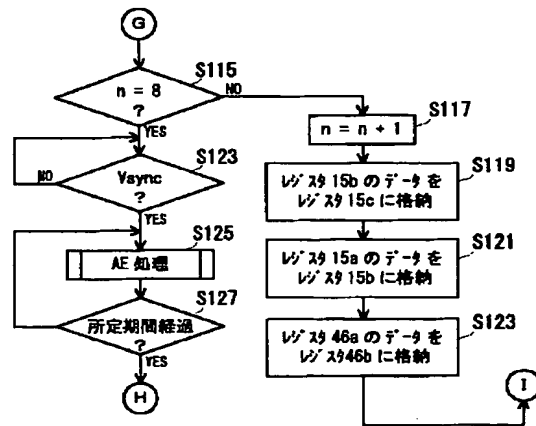 G
S115
n = 8
?
NO
YES
S117
n = n + 1
S123
Vsync
?
NO
YES
S119
レジスタ 15b のデータを
レジスタ 15c に格納
S125
AE 処理
S121
レジスタ 15a のデータを
レジスタ 15b に格納
S127
所定期間経過
?
YES
S123
レジスタ 46a のデータを
レジスタ46b に格納
H
I